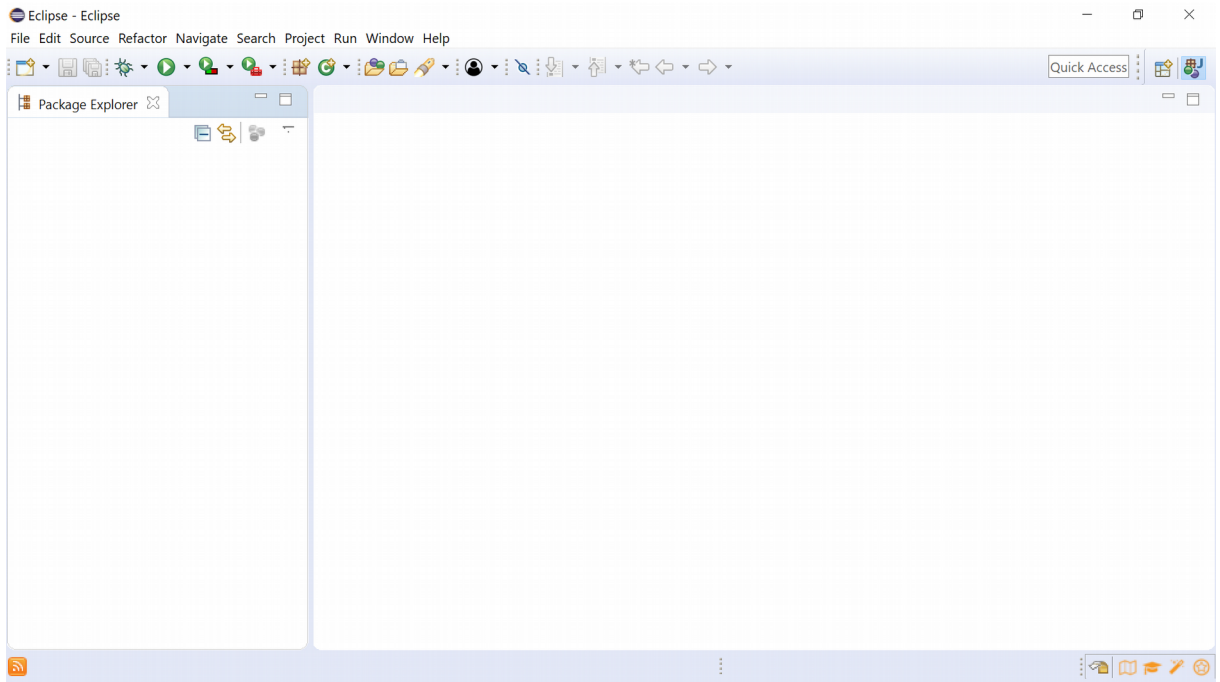 Eclipse - Eclipse
File Edit Source Refactor Navigate Search Project Run Window Help
Quick Access
Package Explorer